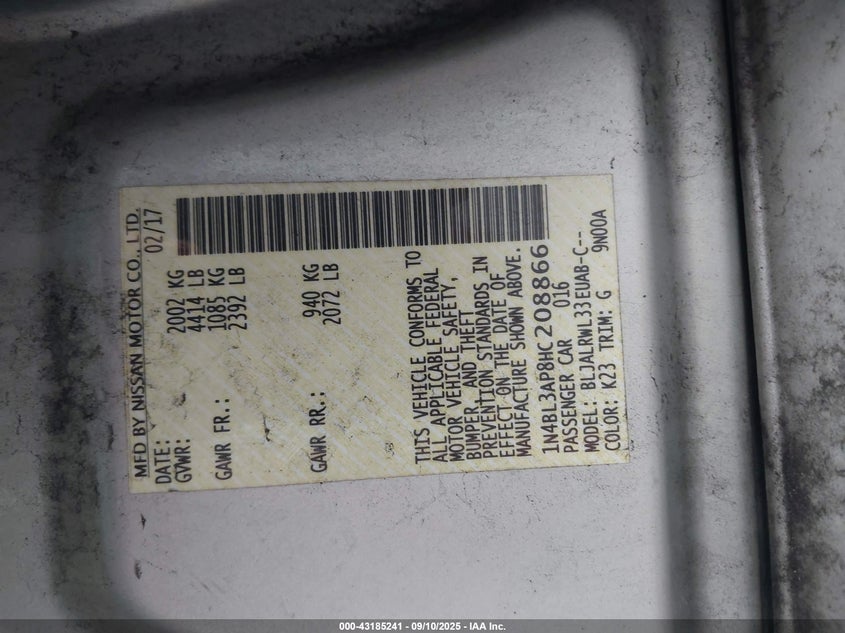 MFD BY NISSAN MOTOR CO., LTD.
DATE: 02/17
GVWR: 2002 KG
4414 LB
GAWR FR.: 1085 KG
2392 LB
GAWR RR.: 940 KG
2072 LB
THIS VEHICLE CONFORMS TO
ALL APPLICABLE FEDERAL
MOTOR VEHICLE SAFETY,
BUMPER, AND THEFT
PREVENTION STANDARDS IN
EFFECT ON THE DATE OF
MANUFACTURE SHOWN ABOVE.
1N4BL3AP8HC208866
PASSENGER CAR 016
MODEL: BLJALRWL33EUAB-C--
COLOR: K23 TRIM: G 9N00A
000-43185241 - 09/10/2025 - IAA Inc.